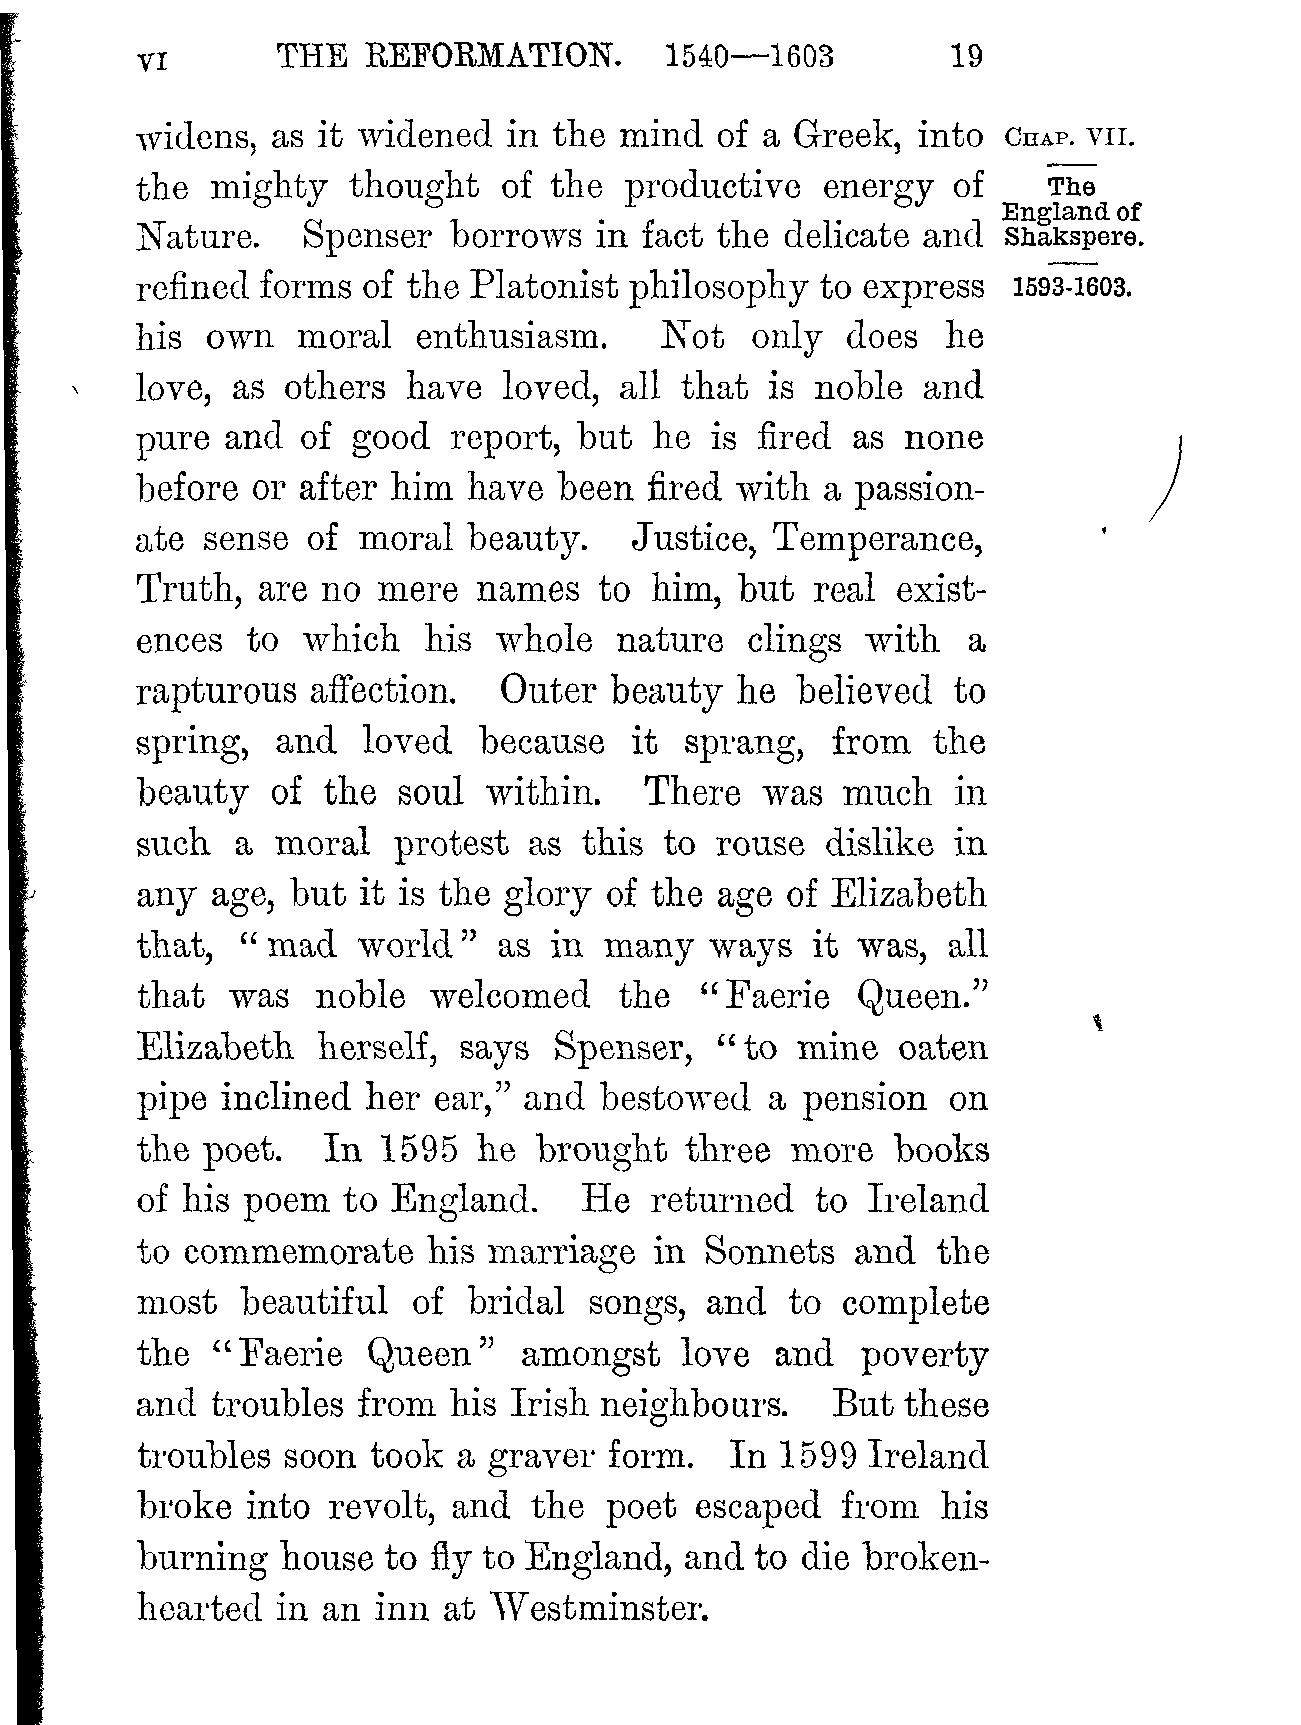 VI THE REFORMATION. 1540—1603 19
widens, as it widened in the mind of a Greek, into
the mighty thought of the productive energy of
Nature. Spenser borrows in fact the delicate and
refined forms of the Platonist philosophy to express
his own moral enthusiasm. Not only does he
love, as others have loved, all that is noble and
pure and of good report, but he is fired as none
before or after him have been fired with a passion-
ate sense of moral beauty. Justice, Temperance,
Truth, are no mere names to him, but real exist-
ences to which his whole nature clings with a
rapturous affection. Outer beauty he believed to
spring, and loved because it sprang, from the
beauty of the soul within. There was much in
such a moral protest as this to rouse dislike in
any age, but it is the glory of the age of Elizabeth
that, “mad world” as in many ways it was, all
that was noble welcomed the “Faerie Queen.”
Elizabeth herself, says Spenser, “to mine oaten
pipe inclined her ear,” and bestowed a pension on
the poet. In 1595 he brought three more books
of his poem to England. He returned to Ireland
to commemorate his marriage in Sonnets and the
most beautiful of bridal songs, and to complete
the “Faerie Queen” amongst love and poverty
and troubles from his Irish neighbours. But these
troubles soon took a graver form. In 1599 Ireland
broke into revolt, and the poet escaped from his
burning house to fly to England, and to die broken-
hearted in an inn at Westminster.
CHAP. VII.
The
England of
Shakspere.
1593-1603.